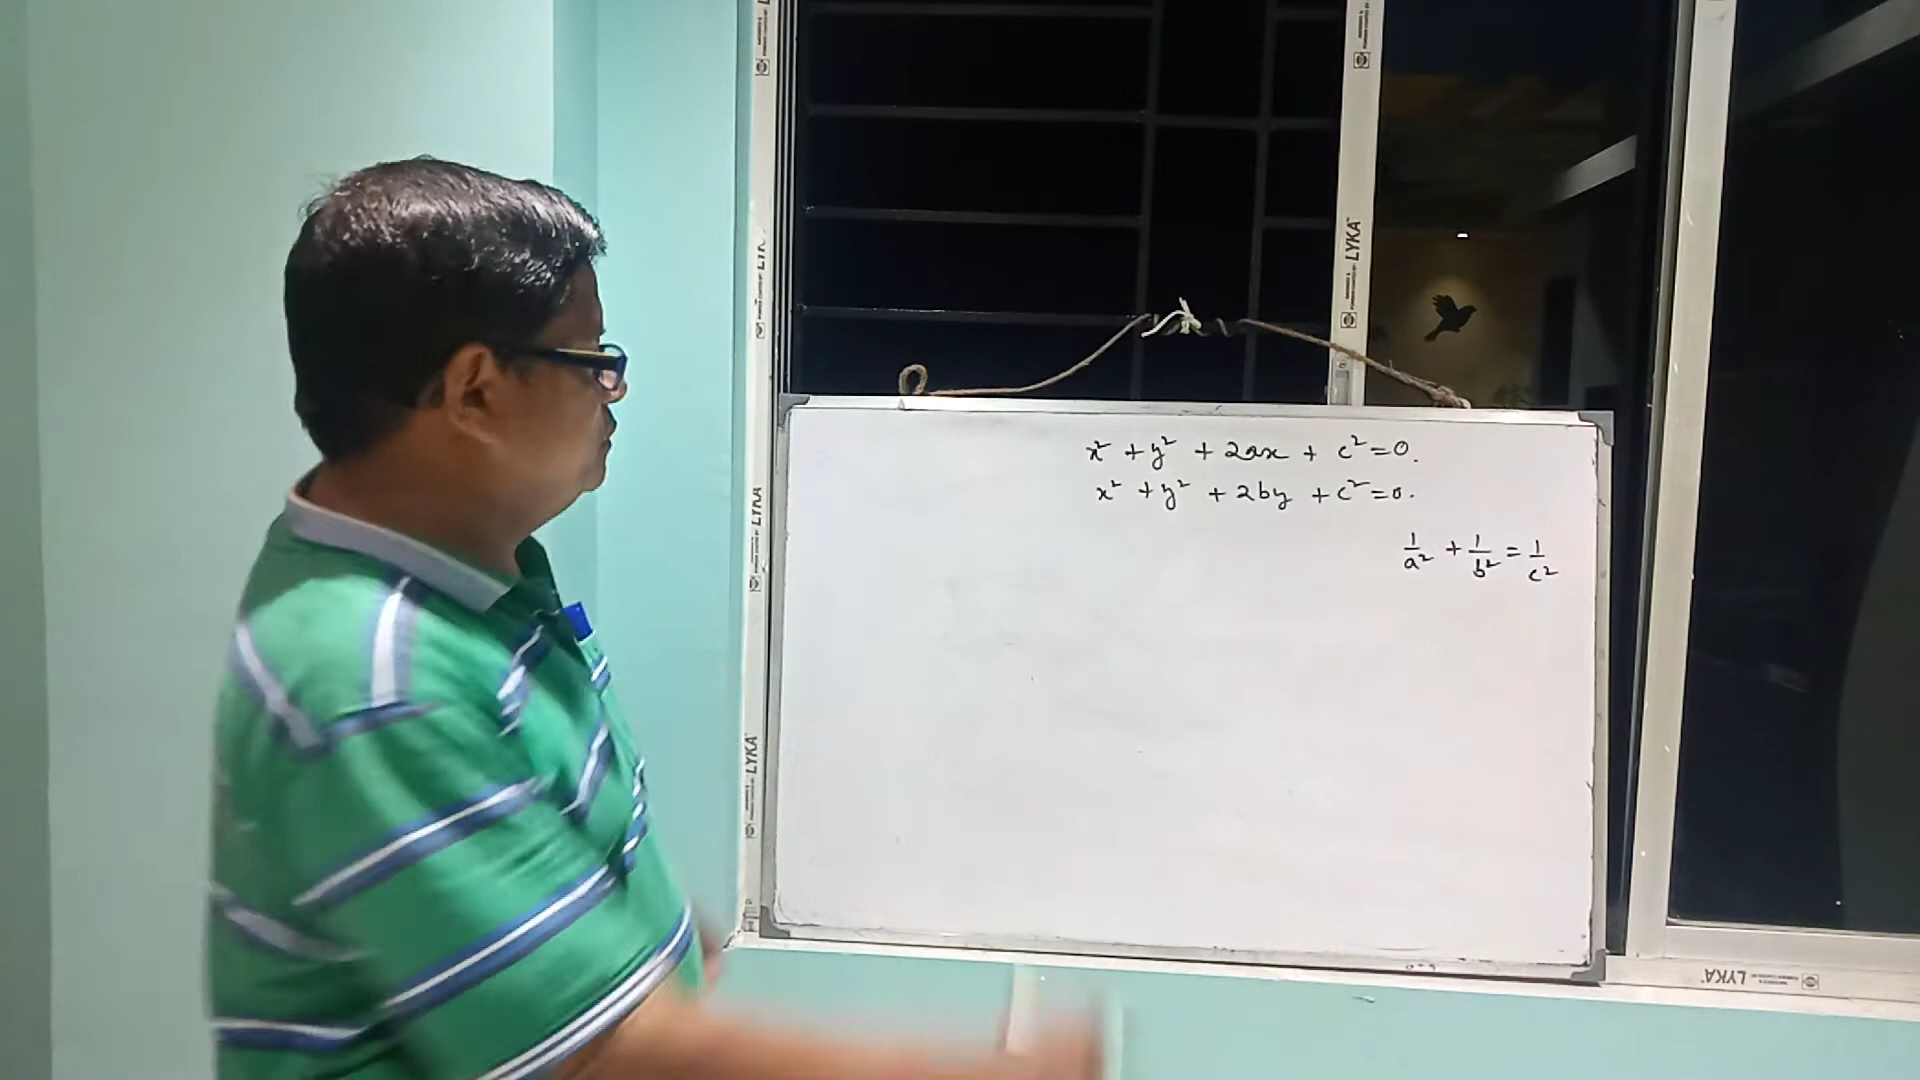 x² + y² + 2ax + c² = 0.
x² + y² + 2by + c² = 0.
1/a² + 1/b² = 1/c²
LYKA
LYKA
LYKA
LYKA
LYKA